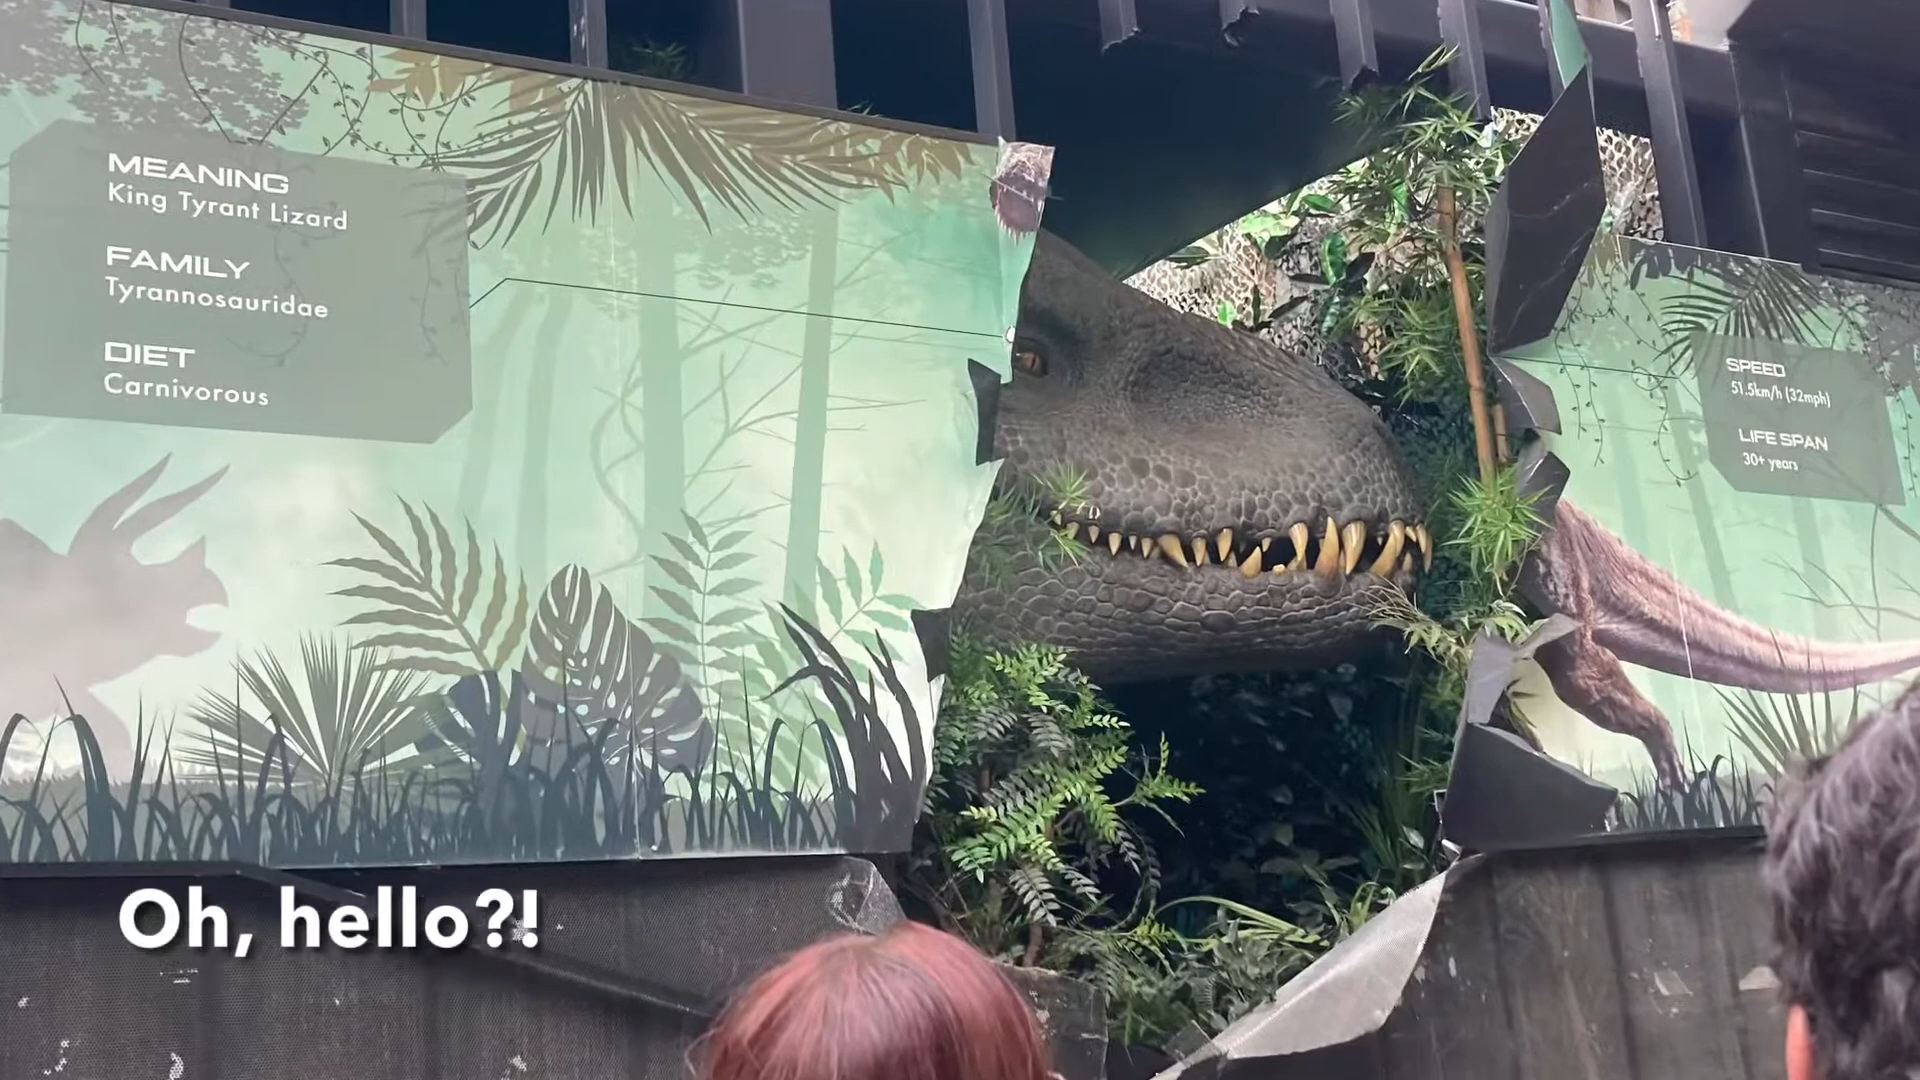 MEANING
King Tyrant Lizard
FAMILY
Tyrannosauridae
DIET
Carnivorous
SPEED
51.5km/h (32mph)
LIFE SPAN
30+ years
Oh, hello?!